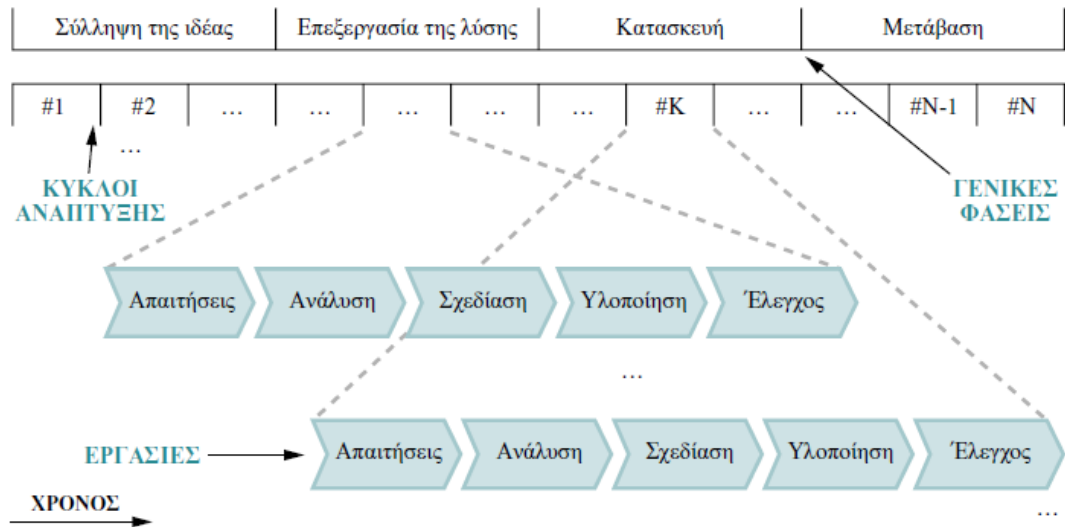 Σύλληψη της ιδέας Επεξεργασία της λύσης Κατασκευή Μετάβαση
#1 #2 … … … … … #K … … #N-1 #N
…
ΚΥΚΛΟΙ
ΑΝΑΠΤΥΞΗΣ
ΓΕΝΙΚΕΣ
ΦΑΣΕΙΣ
Απαιτήσεις Ανάλυση Σχεδίαση Υλοποίηση Έλεγχος
…
ΕΡΓΑΣΙΕΣ
Απαιτήσεις Ανάλυση Σχεδίαση Υλοποίηση Έλεγχος
ΧΡΟΝΟΣ
…